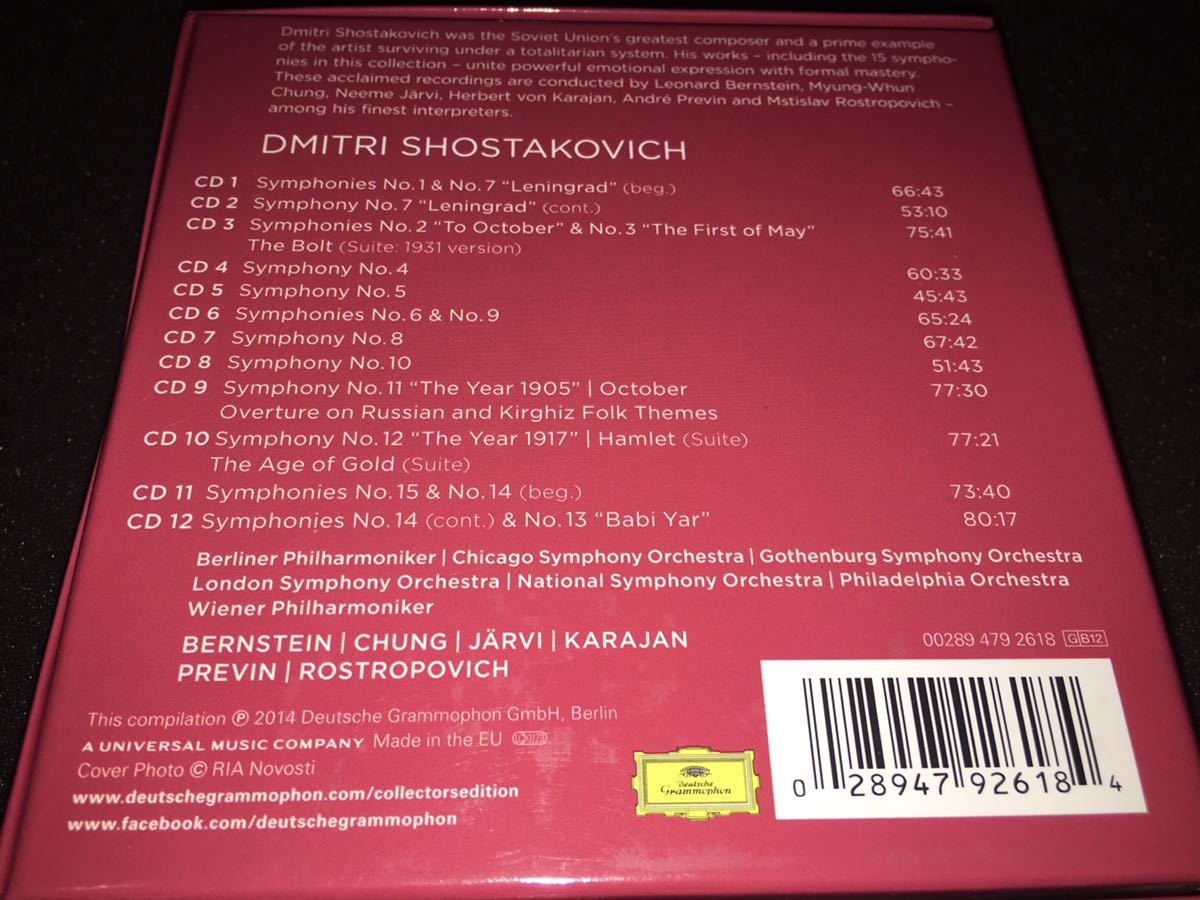 Dmitri Shostakovich was the Soviet Union's greatest composer and a prime example
of the artist surviving under a totalitarian system. His works – including the 15 sympho-
nies in this collection – unite powerful emotional expression with formal mastery.
These acclaimed recordings are conducted by Leonard Bernstein, Myung-Whun
Chung, Neeme Järvi, Herbert von Karajan, André Previn and Mstislav Rostropovich –
among his finest interpreters.
DMITRI SHOSTAKOVICH
CD 1 Symphonies No. 1 & No. 7 "Leningrad" (beg.) 66:43
CD 2 Symphony No. 7 "Leningrad" (cont.) 53:10
CD 3 Symphonies No. 2 "To October" & No. 3 "The First of May" 75:41
The Bolt (Suite: 1931 version)
CD 4 Symphony No. 4 60:33
CD 5 Symphony No. 5 45:43
CD 6 Symphonies No. 6 & No. 9 65:24
CD 7 Symphony No. 8 67:42
CD 8 Symphony No. 10 51:43
CD 9 Symphony No. 11 "The Year 1905" | October 77:30
Overture on Russian and Kirghiz Folk Themes
CD 10 Symphony No. 12 "The Year 1917" | Hamlet (Suite) 77:21
The Age of Gold (Suite)
CD 11 Symphonies No. 15 & No. 14 (beg.) 73:40
CD 12 Symphonies No. 14 (cont.) & No. 13 "Babi Yar" 80:17
Berliner Philharmoniker | Chicago Symphony Orchestra | Gothenburg Symphony Orchestra
London Symphony Orchestra | National Symphony Orchestra | Philadelphia Orchestra
Wiener Philharmoniker
BERNSTEIN | CHUNG | JÄRVI | KARAJAN
PREVIN | ROSTROPOVICH
00289 479 2618 GB12
This compilation ℗ 2014 Deutsche Grammophon GmbH, Berlin
A UNIVERSAL MUSIC COMPANY Made in the EU
Cover Photo © RIA Novosti
www.deutschegrammophon.com/collectorsedition
www.facebook.com/deutschegrammophon
Deutsche
Grammophon
0 28947 92618 4